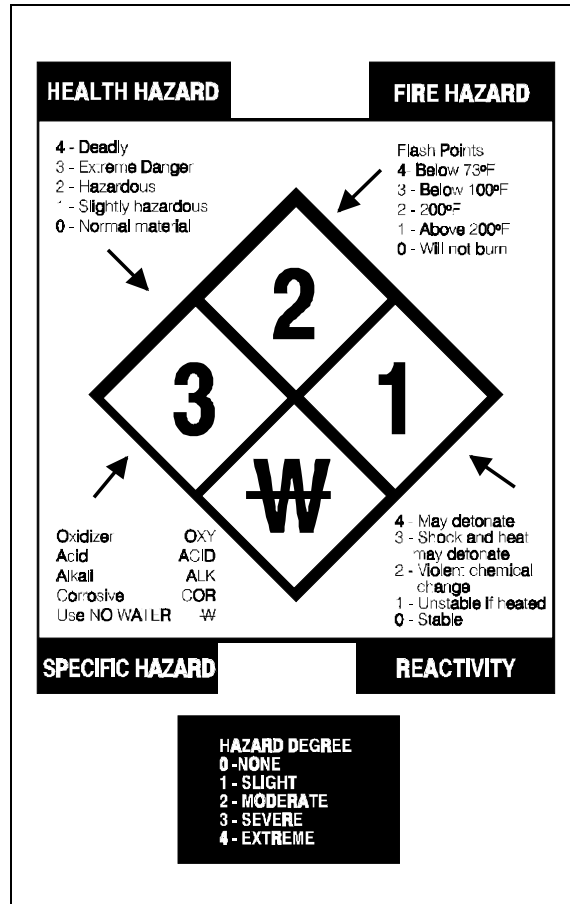 HEALTH HAZARD
4 - Deadly
3 - Extreme Danger
2 - Hazardous
1 - Slightly hazardous
0 - Normal material
FIRE HAZARD
Flash Points
4- Below 73ºF
3 - Below 100ºF
2 - 200ºF
1 - Above 200ºF
0 - Will not burn
2
3
1
W̶
Oxidizer OXY
Acid ACID
Alkali ALK
Corrosive COR
Use NO WATER W̶
SPECIFIC HAZARD
4 - May detonate
3 - Shock and heat
may detonate
2 - Violent chemical
change
1 - Unstable if heated
0 - Stable
REACTIVITY
HAZARD DEGREE
0 -NONE
1 - SLIGHT
2 - MODERATE
3 - SEVERE
4 - EXTREME